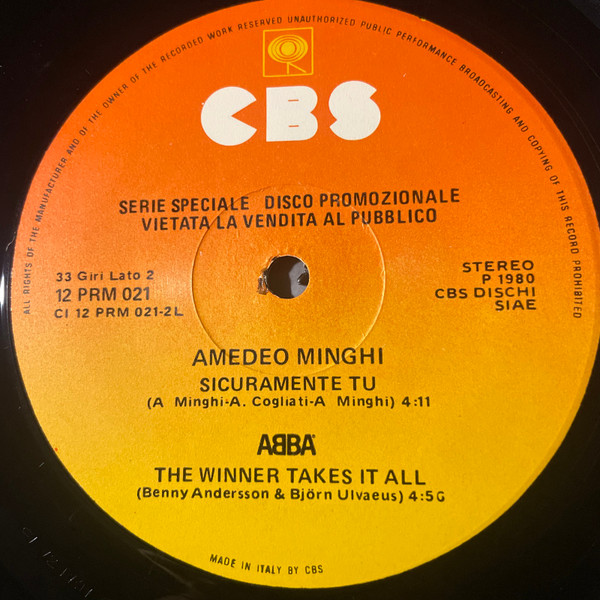 ALL RIGHTS OF THE MANUFACTURER AND OF THE OWNER OF THE RECORDED WORK RESERVED UNAUTHORIZED PUBLIC PERFORMANCE BROADCASTING AND COPYING OF THIS RECORD PROHIBITED
CBS
SERIE SPECIALE DISCO PROMOZIONALE
VIETATA LA VENDITA AL PUBBLICO
33 Giri Lato 2
12 PRM 021
CI 12 PRM 021-2L
STEREO
P 1980
CBS DISCHI
SIAE
AMEDEO MINGHI
SICURAMENTE TU
(A Minghi-A. Cogliati-A Minghi) 4:11
ABBA
THE WINNER TAKES IT ALL
(Benny Andersson & Björn Ulvaeus) 4:56
MADE IN ITALY BY CBS